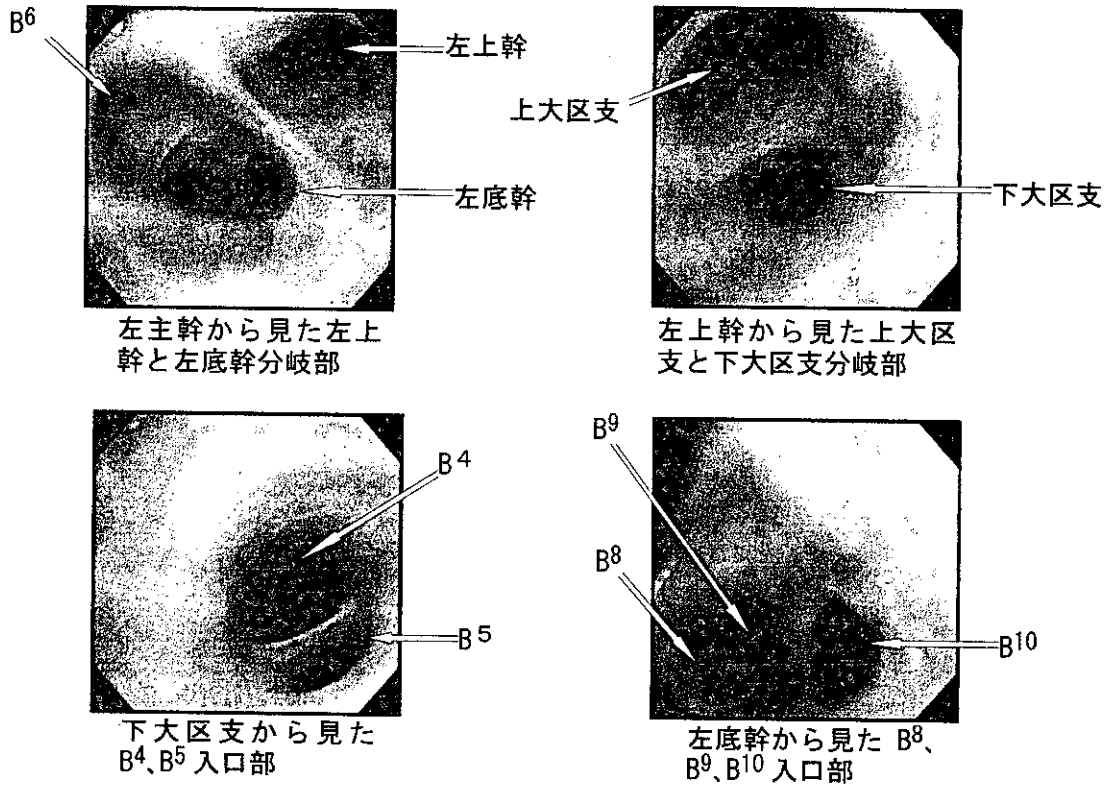 B⁶
左上幹
左底幹
左主幹から見た左上
幹と左底幹分岐部
上大区支
下大区支
左上幹から見た上大区
支と下大区支分岐部
B⁴
B⁵
下大区支から見た
B⁴、B⁵ 入口部
B⁹
B⁸
B¹⁰
左底幹から見た B⁸、
B⁹、B¹⁰ 入口部